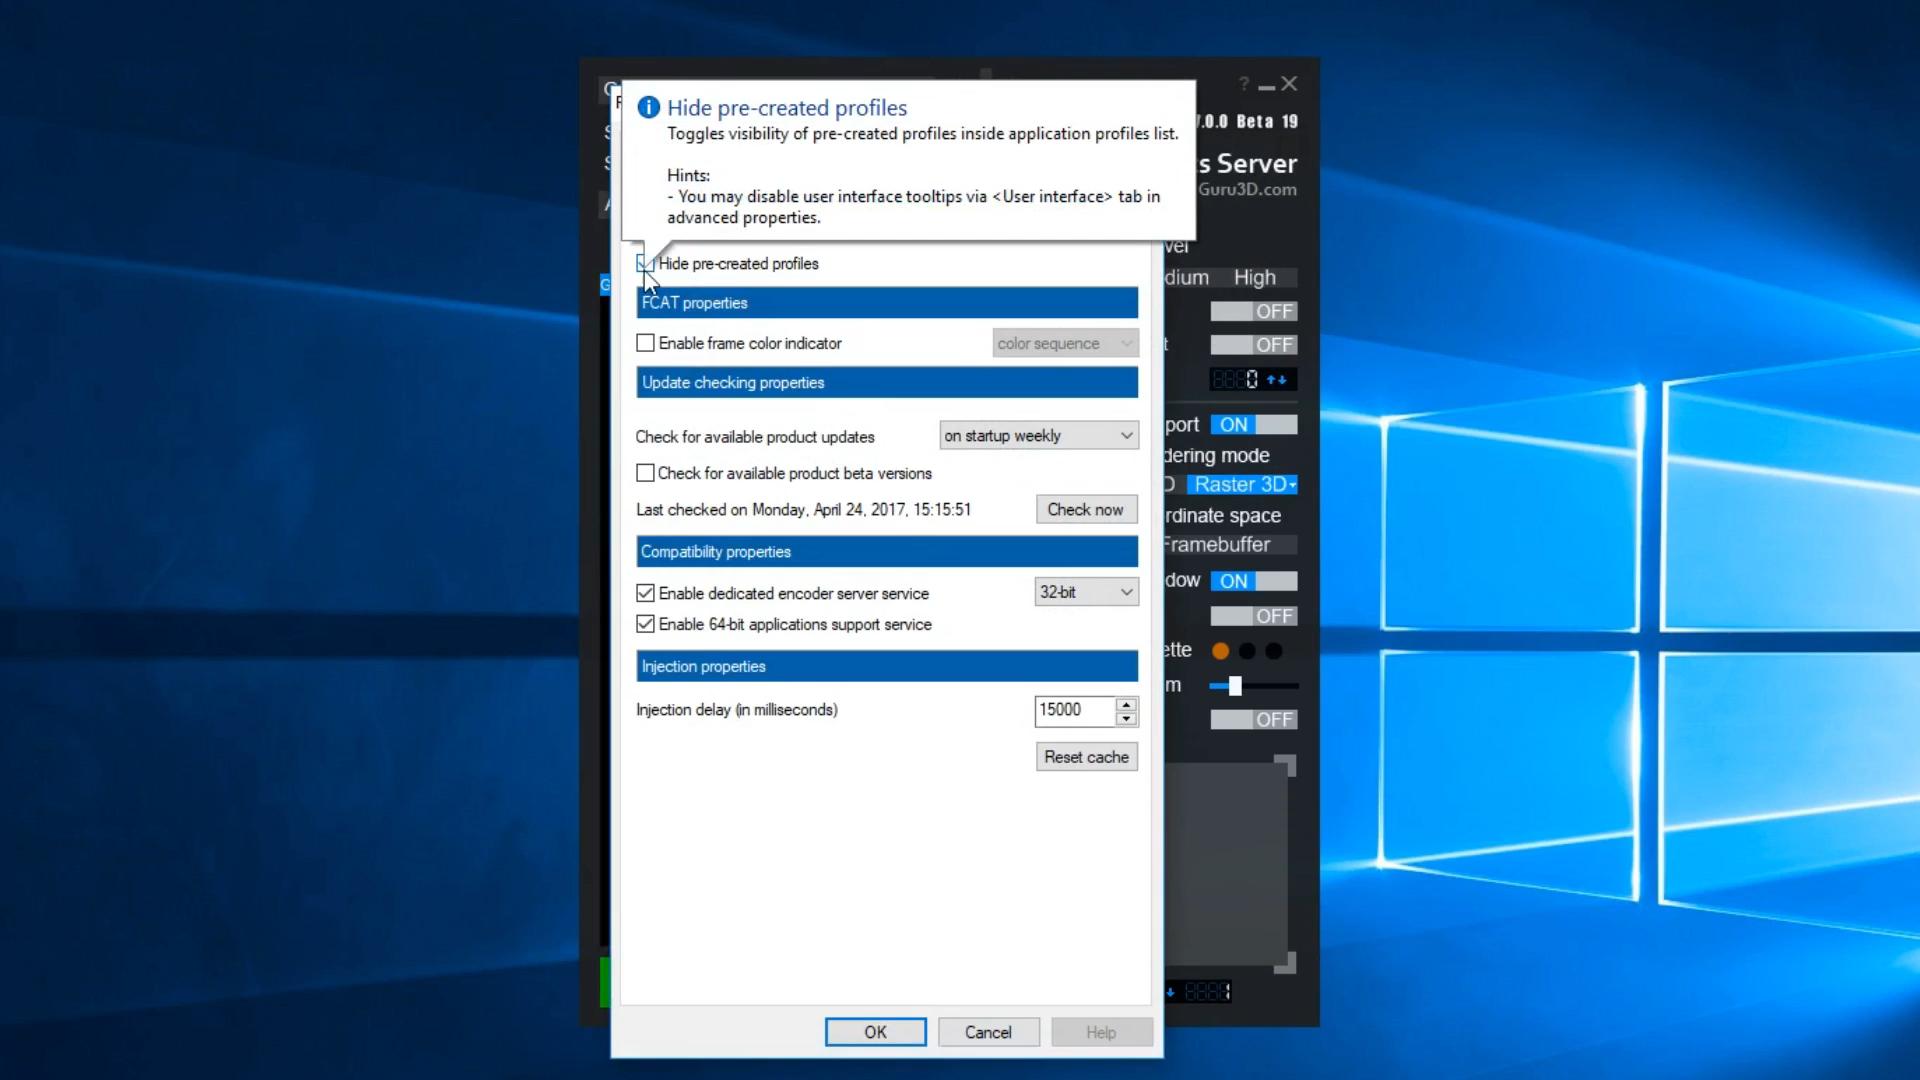 Hide pre-created profiles
Toggles visibility of pre-created profiles inside application profiles list.
Hints:
- You may disable user interface tooltips via <User interface> tab in
advanced properties.
? 
.0.0 Beta 19
s Server
Guru3D.com
vel
Hide pre-created profiles
dium High
G
FCAT properties
OFF
Enable frame color indicator
color sequence
t OFF
Update checking properties
0
port ON
Check for available product updates
on startup weekly
dering mode
Check for available product beta versions
D Raster 3D
Last checked on Monday, April 24, 2017, 15:15:51
Check now
rdinate space
Framebuffer
Compatibility properties
dow ON
Enable dedicated encoder server service
32-bit
OFF
Enable 64-bit applications support service
ette
Injection properties
m
Injection delay (in milliseconds)
15000
OFF
Reset cache
1
OK
Cancel
Help